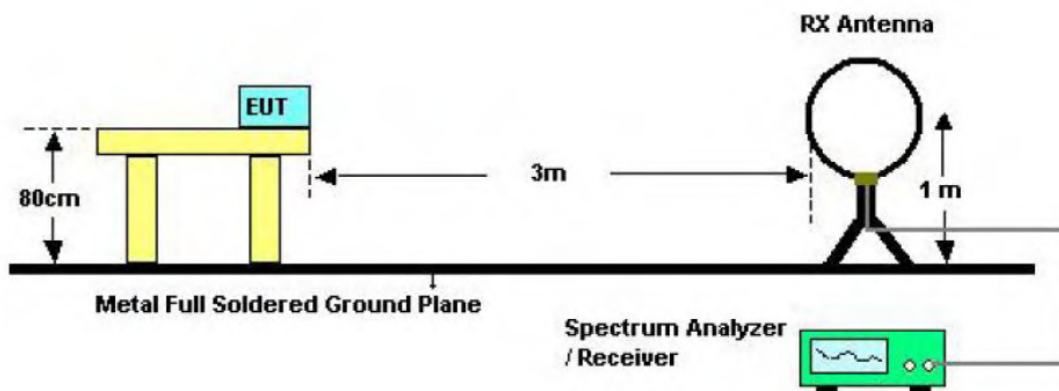 RX Antenna
EUT
3m
80cm
1 m
Metal Full Soldered Ground Plane
Spectrum Analyzer
/ Receiver